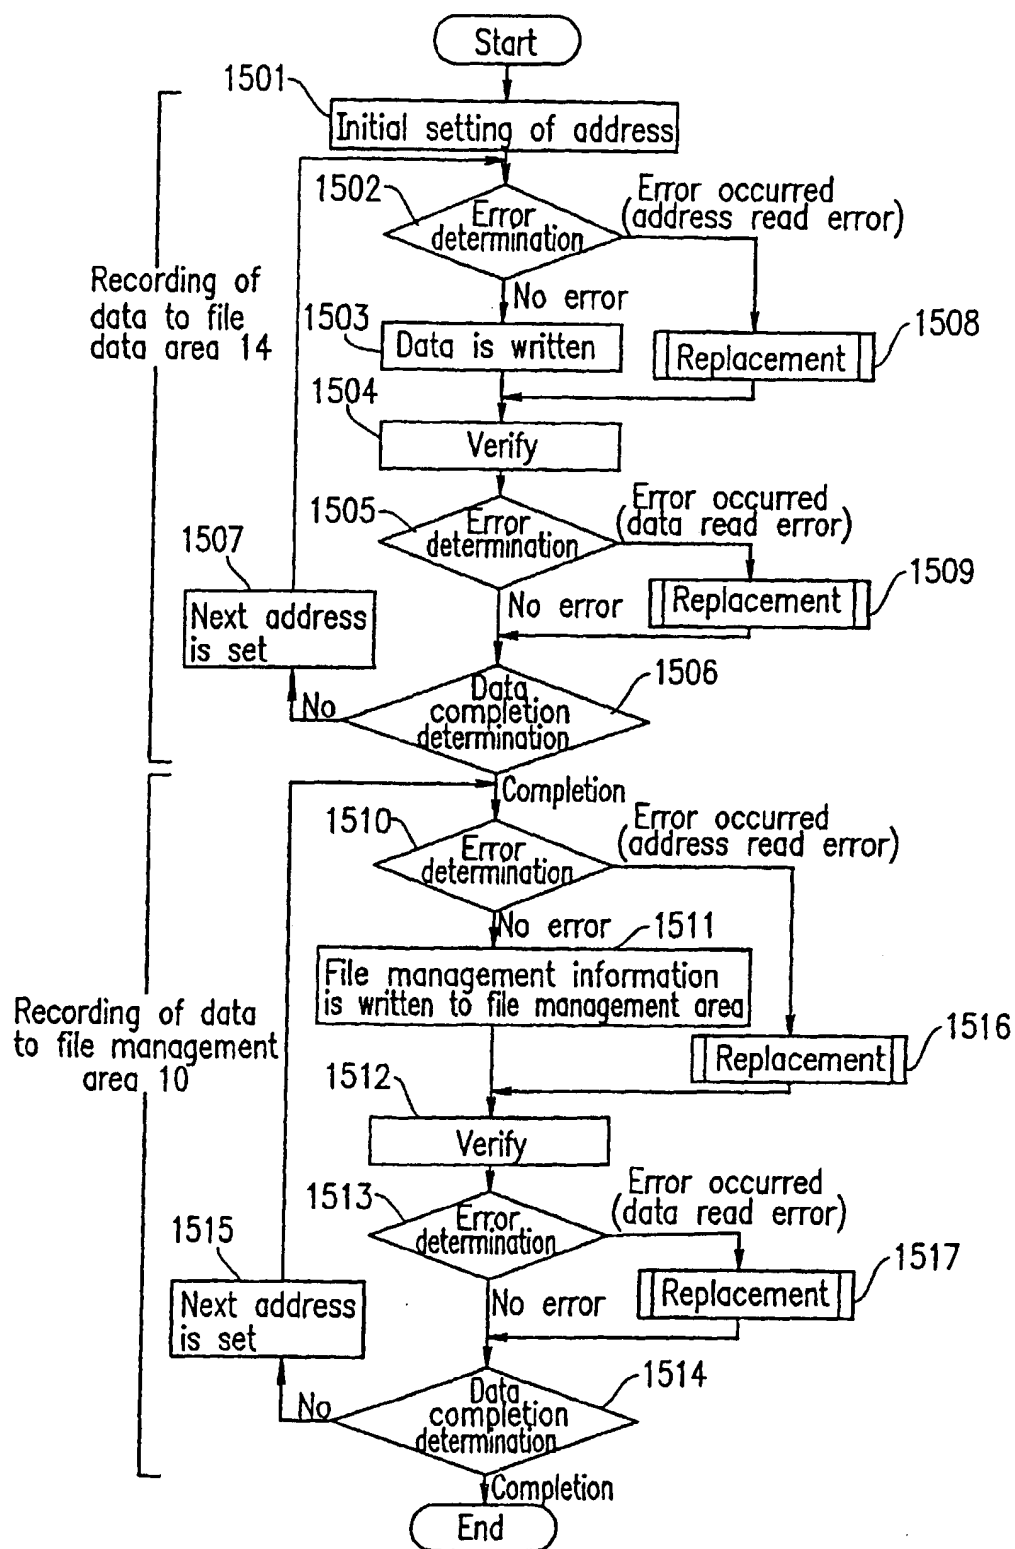 Start
1501
Initial setting of address
1502
Error
determination
Error occurred
(address read error)
Recording of
data to file
data area 14
No error
1503
Data is written
1508
Replacement
1504
Verify
1505
Error
determination
Error occurred
(data read error)
1507
Next address
is set
No error
1509
Replacement
1506
Data
completion
determination
No
Completion
1510
Error
determination
Error occurred
(address read error)
No error
1511
File management information
is written to file management area
Recording of data
to file management
area 10
1516
Replacement
1512
Verify
1513
Error
determination
Error occurred
(data read error)
1515
Next address
is set
No error
1517
Replacement
1514
Data
completion
determination
No
Completion
End